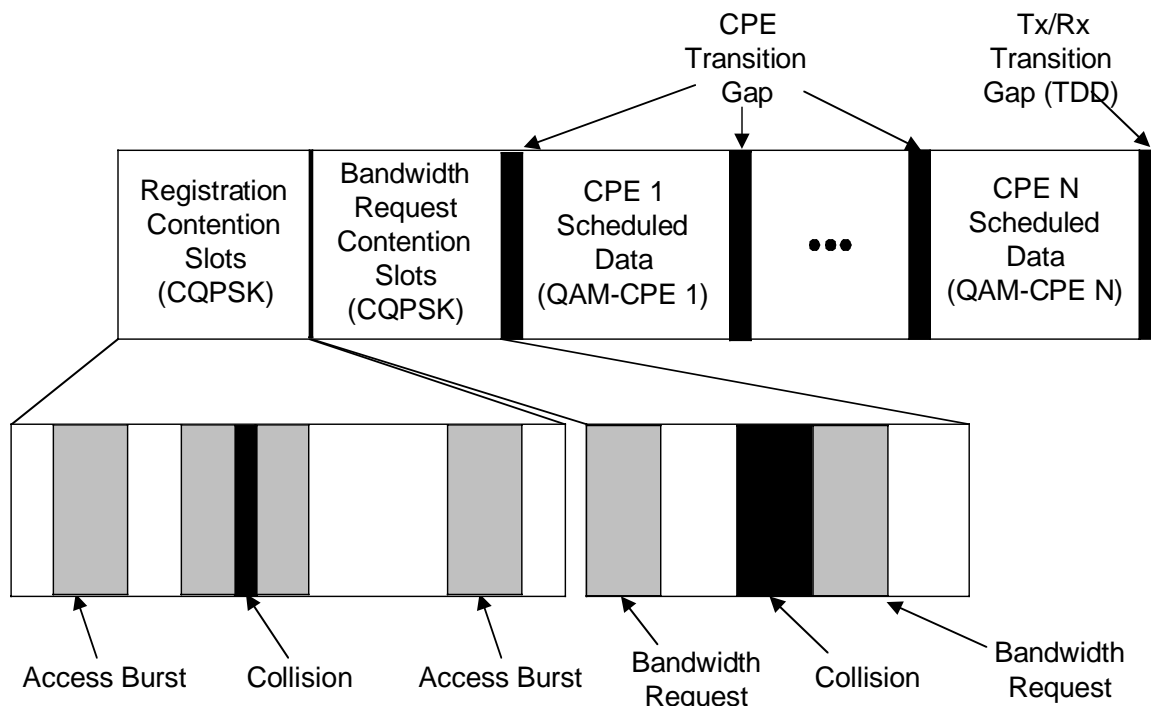 CPE
Transition
Gap
Tx/Rx
Transition
Gap (TDD)
Registration
Contention
Slots
(CQPSK)
Bandwidth
Request
Contention
Slots
(CQPSK)
CPE 1
Scheduled
Data
(QAM-CPE 1)
•••
CPE N
Scheduled
Data
(QAM-CPE N)
Access Burst
Collision
Access Burst
Bandwidth
Request
Collision
Bandwidth
Request